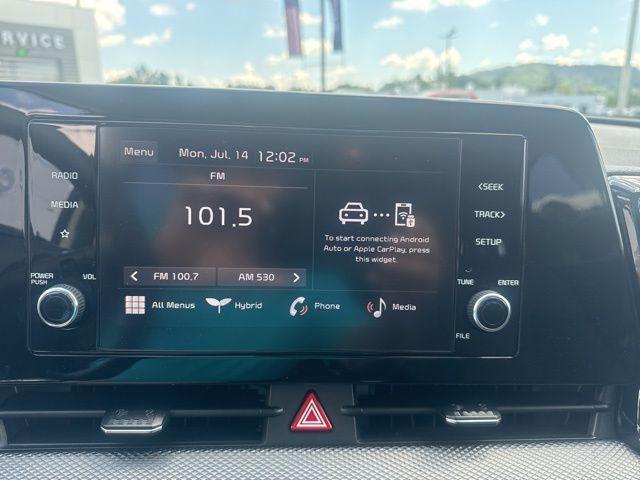 SERVICE
Menu Mon, Jul. 14 12:02 PM
RADIO
MEDIA
FM
101.5
To start connecting Android
Auto or Apple CarPlay, press
this widget.
< SEEK
TRACK >
SETUP
POWER
PUSH
VOL
FM 100.7
AM 530
All Menus
Hybrid
Phone
Media
TUNE
ENTER
FILE